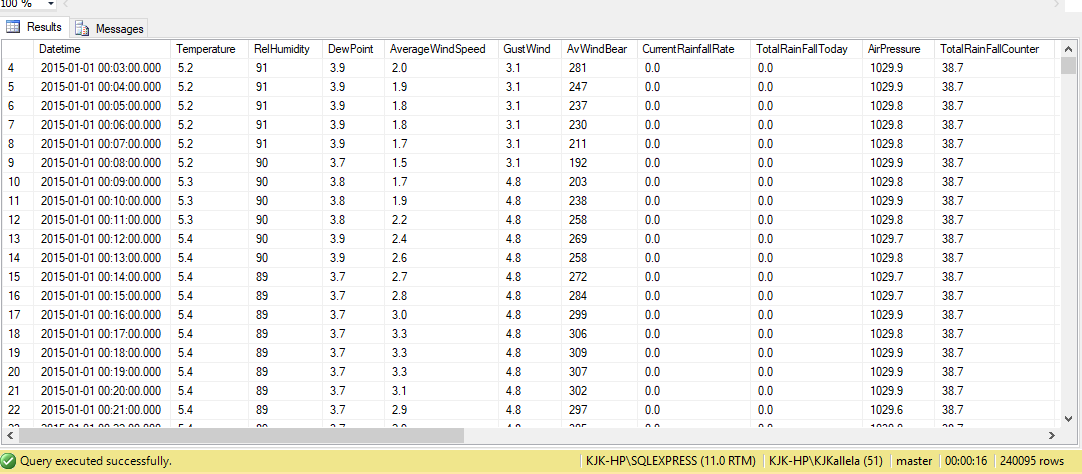 100 %
Results Messages
Datetime Temperature RelHumidity DewPoint AverageWindSpeed GustWind AvWindBear CurrentRainfallRate TotalRainFallToday AirPressure TotalRainFallCounter
4 2015-01-01 00:03:00.000 5.2 91 3.9 2.0 3.1 281 0.0 0.0 1029.9 38.7
5 2015-01-01 00:04:00.000 5.2 91 3.9 1.9 3.1 247 0.0 0.0 1029.9 38.7
6 2015-01-01 00:05:00.000 5.2 91 3.9 1.8 3.1 237 0.0 0.0 1029.8 38.7
7 2015-01-01 00:06:00.000 5.2 91 3.9 1.8 3.1 230 0.0 0.0 1029.8 38.7
8 2015-01-01 00:07:00.000 5.2 91 3.9 1.7 3.1 211 0.0 0.0 1029.8 38.7
9 2015-01-01 00:08:00.000 5.2 90 3.7 1.5 3.1 192 0.0 0.0 1029.9 38.7
10 2015-01-01 00:09:00.000 5.3 90 3.8 1.7 4.8 203 0.0 0.0 1029.8 38.7
11 2015-01-01 00:10:00.000 5.3 90 3.8 1.9 4.8 238 0.0 0.0 1029.9 38.7
12 2015-01-01 00:11:00.000 5.3 90 3.8 2.2 4.8 258 0.0 0.0 1029.8 38.7
13 2015-01-01 00:12:00.000 5.4 90 3.9 2.4 4.8 269 0.0 0.0 1029.7 38.7
14 2015-01-01 00:13:00.000 5.4 90 3.9 2.6 4.8 258 0.0 0.0 1029.8 38.7
15 2015-01-01 00:14:00.000 5.4 89 3.7 2.7 4.8 272 0.0 0.0 1029.7 38.7
16 2015-01-01 00:15:00.000 5.4 89 3.7 2.8 4.8 284 0.0 0.0 1029.7 38.7
17 2015-01-01 00:16:00.000 5.4 89 3.7 3.0 4.8 299 0.0 0.0 1029.9 38.7
18 2015-01-01 00:17:00.000 5.4 89 3.7 3.3 4.8 306 0.0 0.0 1029.8 38.7
19 2015-01-01 00:18:00.000 5.4 89 3.7 3.3 4.8 309 0.0 0.0 1029.9 38.7
20 2015-01-01 00:19:00.000 5.4 89 3.7 3.3 4.8 307 0.0 0.0 1029.9 38.7
21 2015-01-01 00:20:00.000 5.4 89 3.7 3.1 4.8 302 0.0 0.0 1029.9 38.7
22 2015-01-01 00:21:00.000 5.4 89 3.7 2.9 4.8 297 0.0 0.0 1029.6 38.7
Query executed successfully. KJK-HP\SQLEXPRESS (11.0 RTM) KJK-HP\KJKallela (51) master 00:00:16 240095 rows